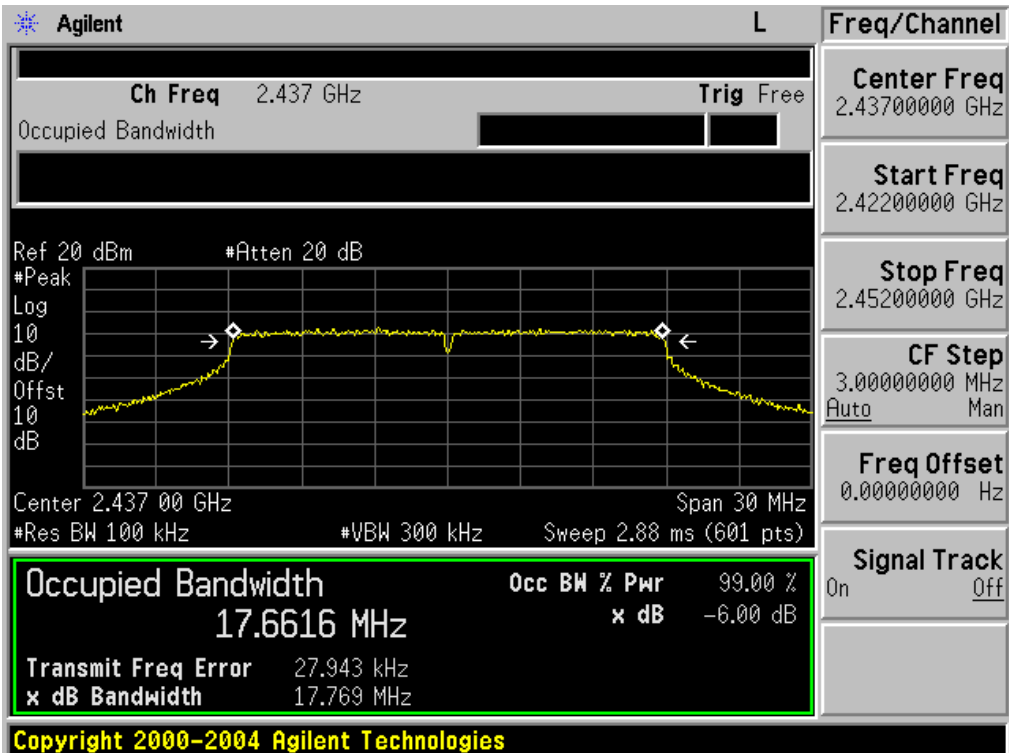 Agilent L Freq/Channel
Ch Freq 2.437 GHz Trig Free
Occupied Bandwidth
Center Freq
2.43700000 GHz
Start Freq
2.42200000 GHz
Stop Freq
2.45200000 GHz
CF Step
3.00000000 MHz
Auto Man
Freq Offset
0.00000000 Hz
Signal Track
On Off
Ref 20 dBm #Atten 20 dB
#Peak
Log
10
dB/
Offst
10
dB
Center 2.437 00 GHz Span 30 MHz
#Res BW 100 kHz #VBW 300 kHz Sweep 2.88 ms (601 pts)
Occupied Bandwidth Occ BW % Pwr 99.00 %
17.6616 MHz x dB -6.00 dB
Transmit Freq Error 27.943 kHz
x dB Bandwidth 17.769 MHz
Copyright 2000-2004 Agilent Technologies